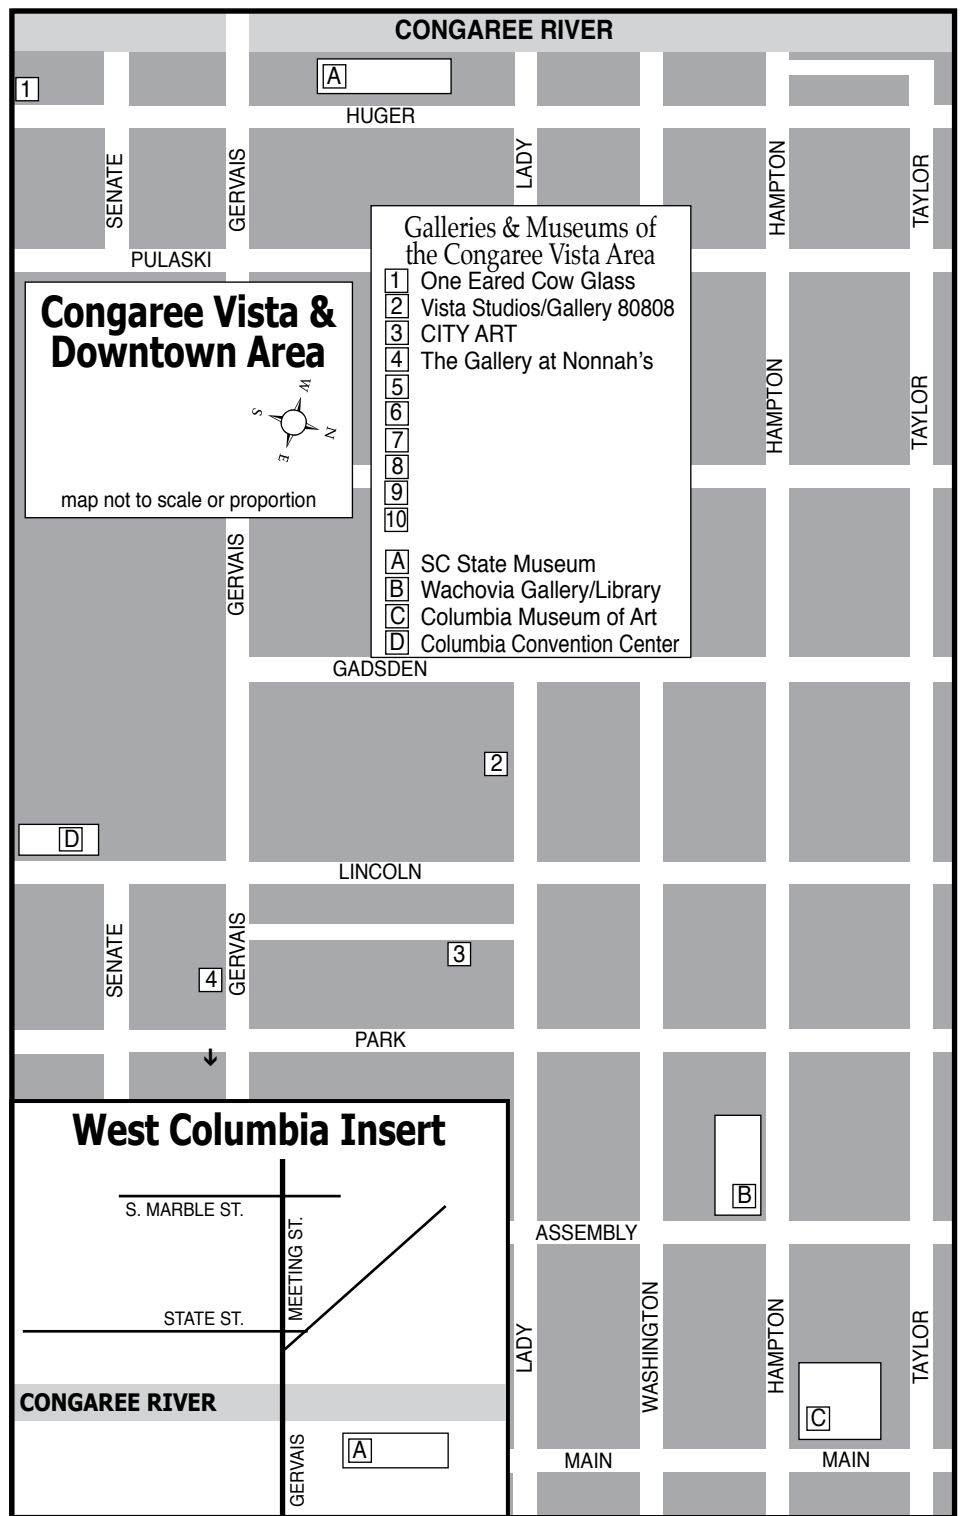 CONGAREE RIVER
1
A
HUGER
SENATE
GERVAIS
LADY
HAMPTON
TAYLOR
PULASKI
Galleries & Museums of
the Congaree Vista Area
1 One Eared Cow Glass
2 Vista Studios/Gallery 80808
3 CITY ART
4 The Gallery at Nonnah's
5
6
7
8
9
10
A SC State Museum
B Wachovia Gallery/Library
C Columbia Museum of Art
D Columbia Convention Center
Congaree Vista &
Downtown Area
W
S
N
E
map not to scale or proportion
HAMPTON
TAYLOR
GERVAIS
GADSDEN
2
D
LINCOLN
SENATE
GERVAIS
3
4
PARK
West Columbia Insert
S. MARBLE ST.
MEETING ST.
STATE ST.
CONGAREE RIVER
GERVAIS
A
B
ASSEMBLY
LADY
WASHINGTON
HAMPTON
TAYLOR
C
MAIN
MAIN